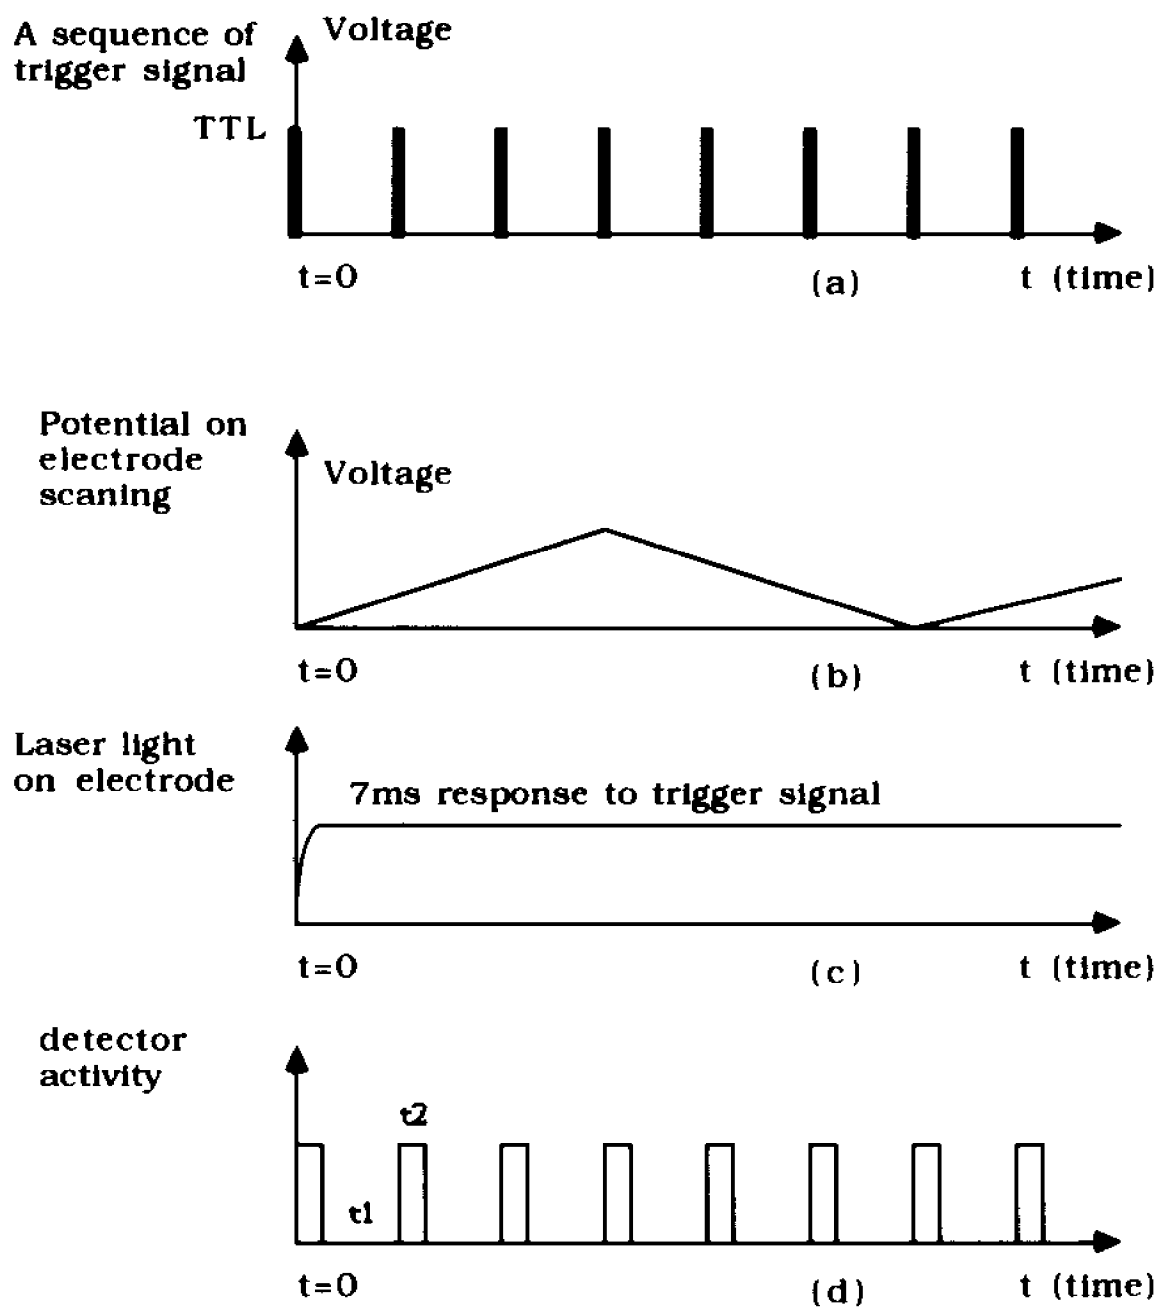 A sequence of
trigger signal
Voltage
TTL
t=0
(a)
t (time)
Potential on
electrode
scaning
Voltage
t=0
(b)
t (time)
Laser light
on electrode
7ms response to trigger signal
t=0
(c)
t (time)
detector
activity
t2
t1
t=0
(d)
t (time)